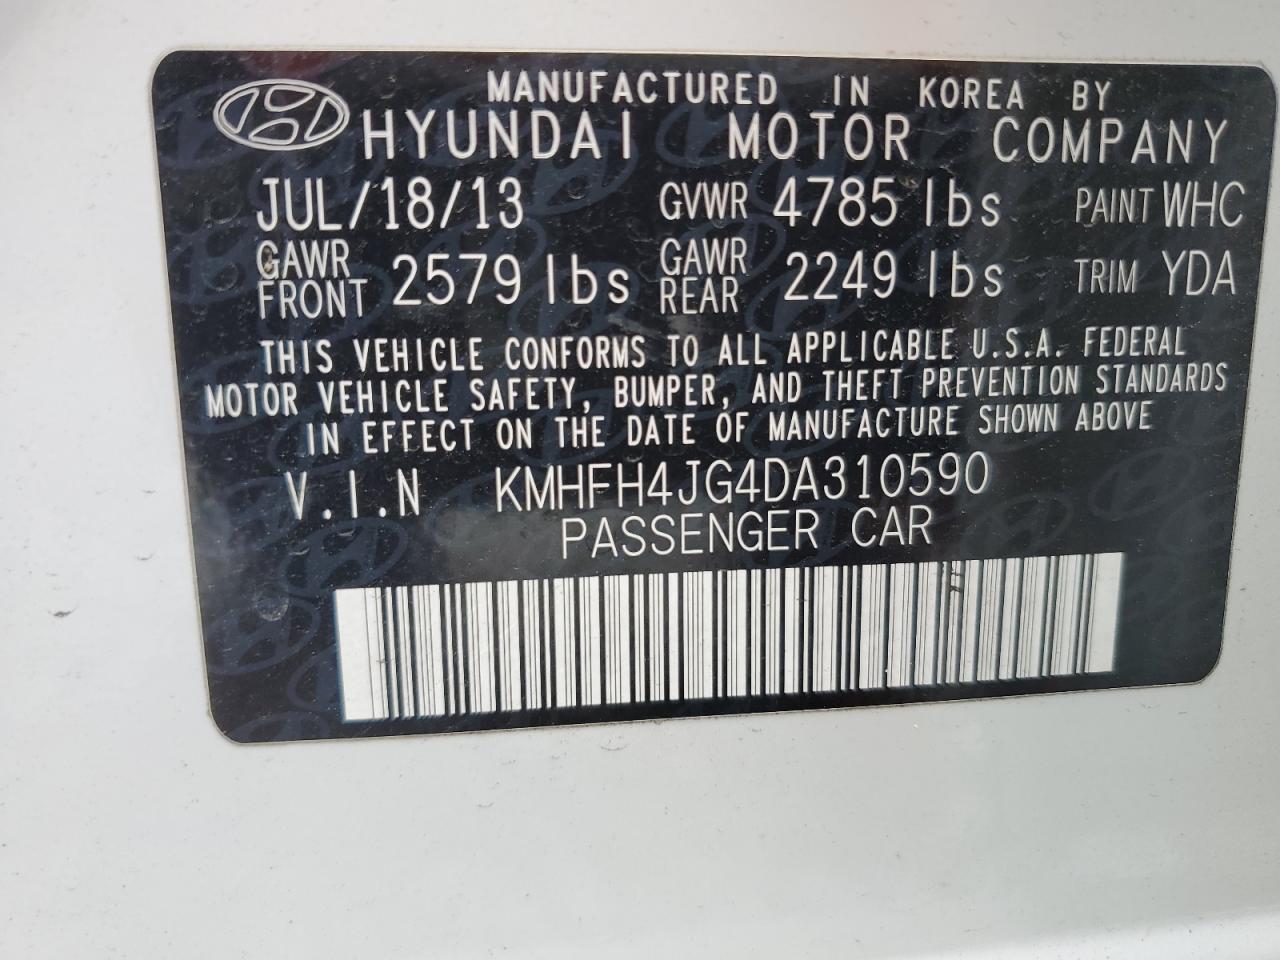 MANUFACTURED IN KOREA BY
HYUNDAI MOTOR COMPANY
JUL/18/13 GVWR 4785 lbs PAINT WHC
GAWR FRONT 2579 lbs GAWR REAR 2249 lbs TRIM YDA
THIS VEHICLE CONFORMS TO ALL APPLICABLE U.S.A. FEDERAL
MOTOR VEHICLE SAFETY, BUMPER, AND THEFT PREVENTION STANDARDS
IN EFFECT ON THE DATE OF MANUFACTURE SHOWN ABOVE
V.I.N KMHFH4JG4DA310590
PASSENGER CAR